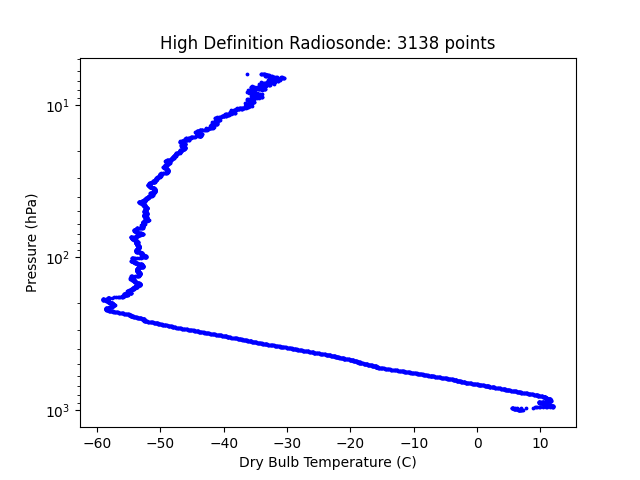 High Definition Radiosonde: 3138 points
10¹
10²
10³
Pressure (hPa)
−60 −50 −40 −30 −20 −10 0 10
Dry Bulb Temperature (C)